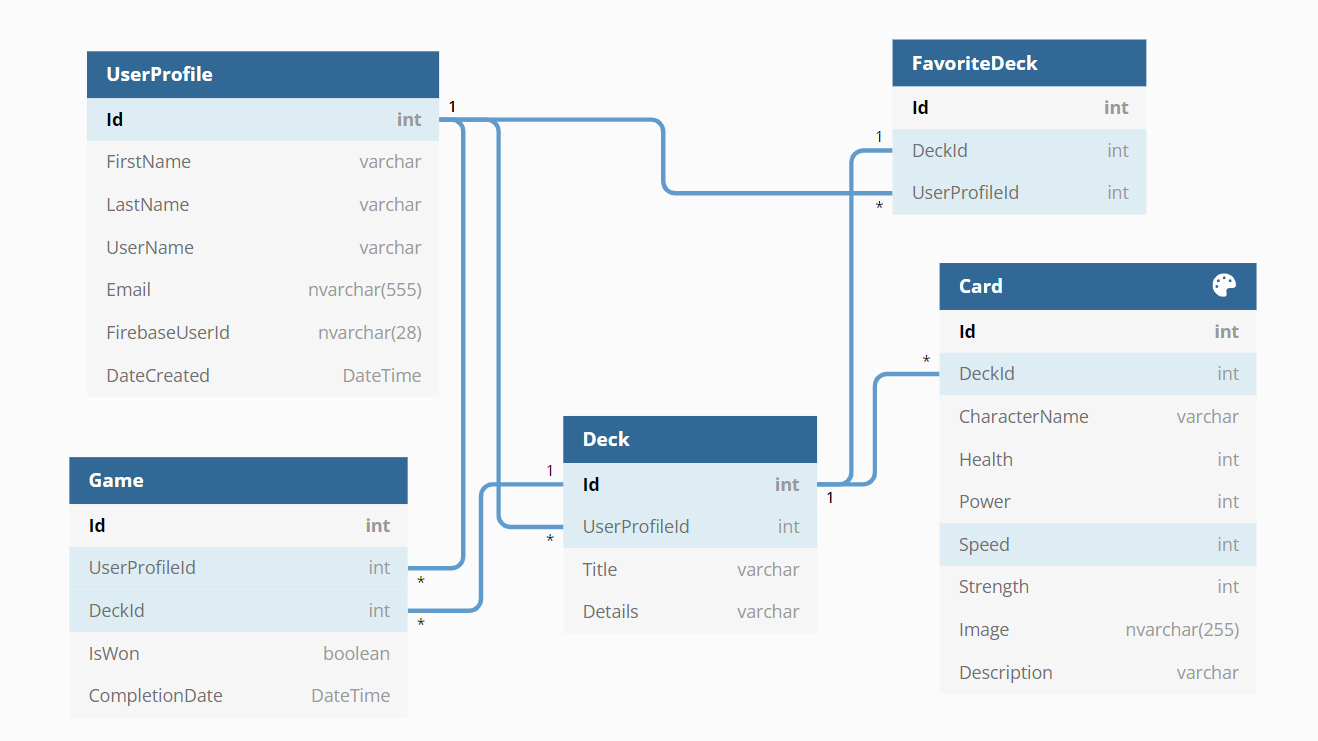 UserProfile
Id int
FirstName varchar
LastName varchar
UserName varchar
Email nvarchar(555)
FirebaseUserId nvarchar(28)
DateCreated DateTime
1
FavoriteDeck
Id int
DeckId int
UserProfileId int
1
*
Card
Id int
DeckId int
CharacterName varchar
Health int
Power int
Speed int
Strength int
Image nvarchar(255)
Description varchar
*
Deck
Id int
UserProfileId int
Title varchar
Details varchar
1
*
1
Game
Id int
UserProfileId int
DeckId int
IsWon boolean
CompletionDate DateTime
*
*